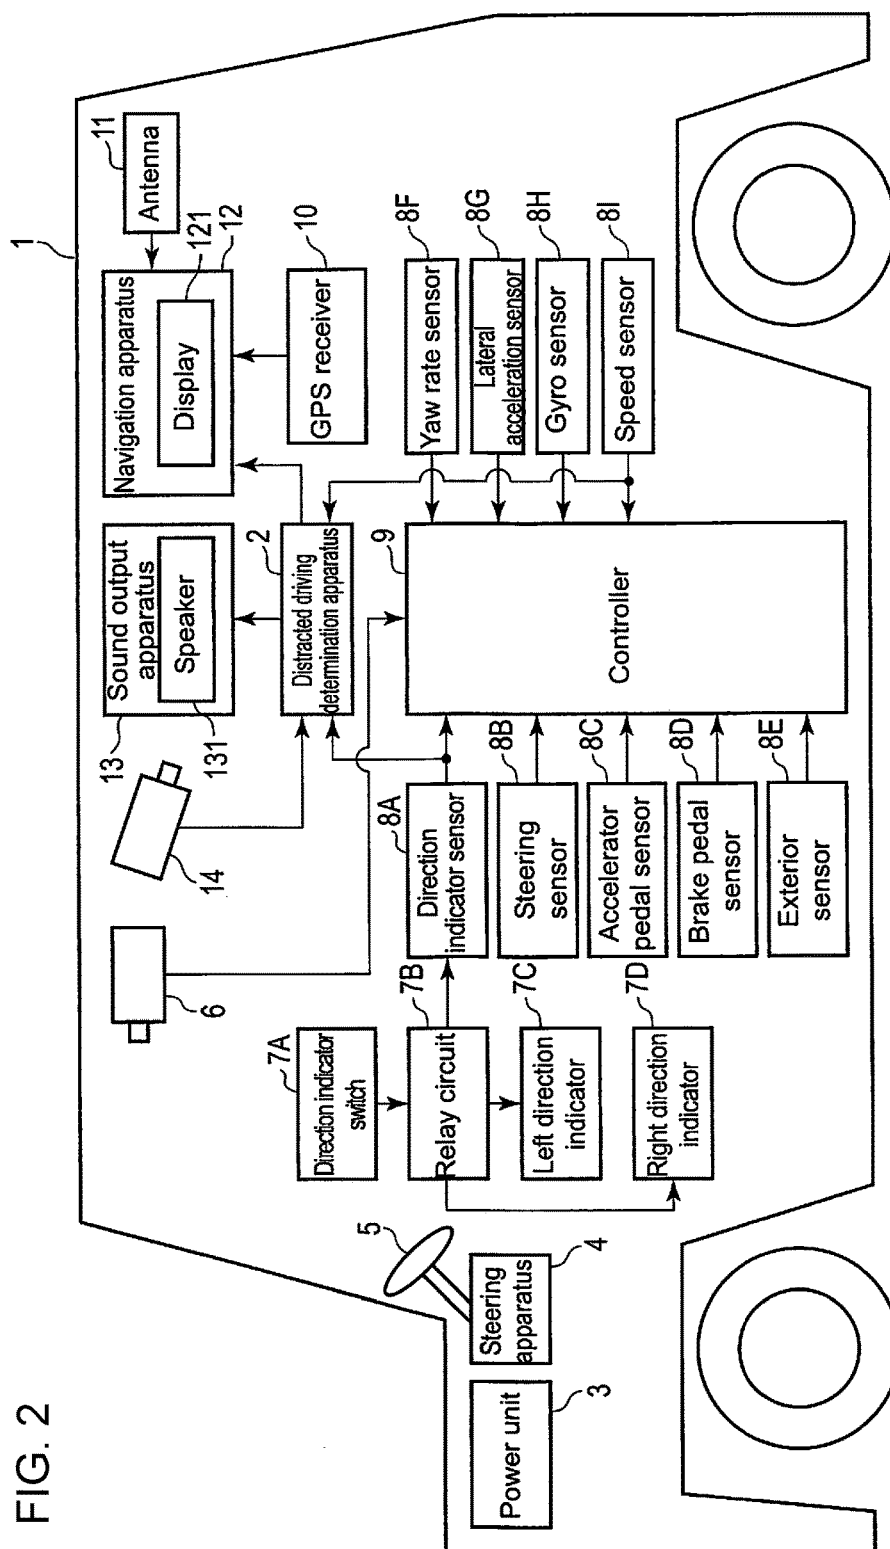 FIG. 2
1
11
Antenna
Navigation apparatus
121
12
Display
10
GPS receiver
Sound output
apparatus
Speaker
13
131
2
Distracted driving
determination apparatus
14
6
8F
Yaw rate sensor
8G
Lateral
acceleration sensor
8H
Gyro sensor
8I
Speed sensor
9
Controller
8A
Direction
indicator sensor
8B
Steering
sensor
8C
Accelerator
pedal sensor
8D
Brake pedal
sensor
8E
Exterior
sensor
7A
Direction indicator
switch
7B
Relay circuit
7C
Left direction
indicator
7D
Right direction
indicator
5
Steering
apparatus
4
Power unit
3